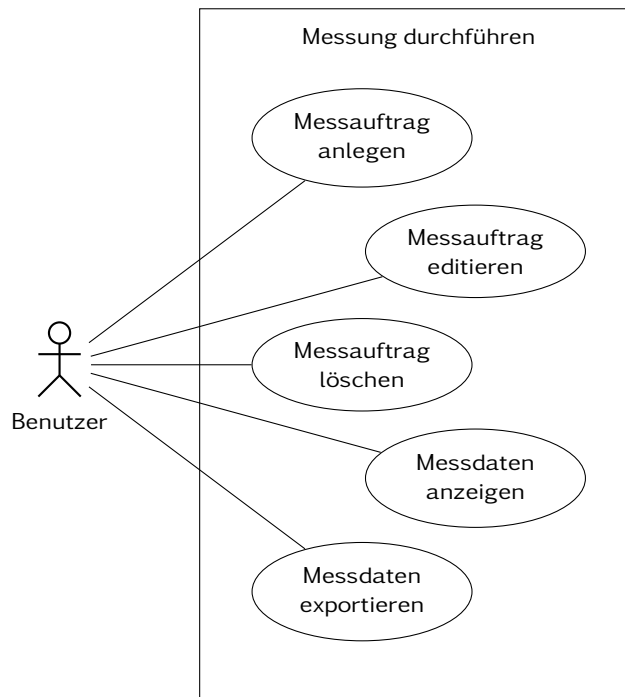 Messung durchführen
Messauftrag
anlegen
Messauftrag
editieren
Messauftrag
löschen
Benutzer
Messdaten
anzeigen
Messdaten
exportieren